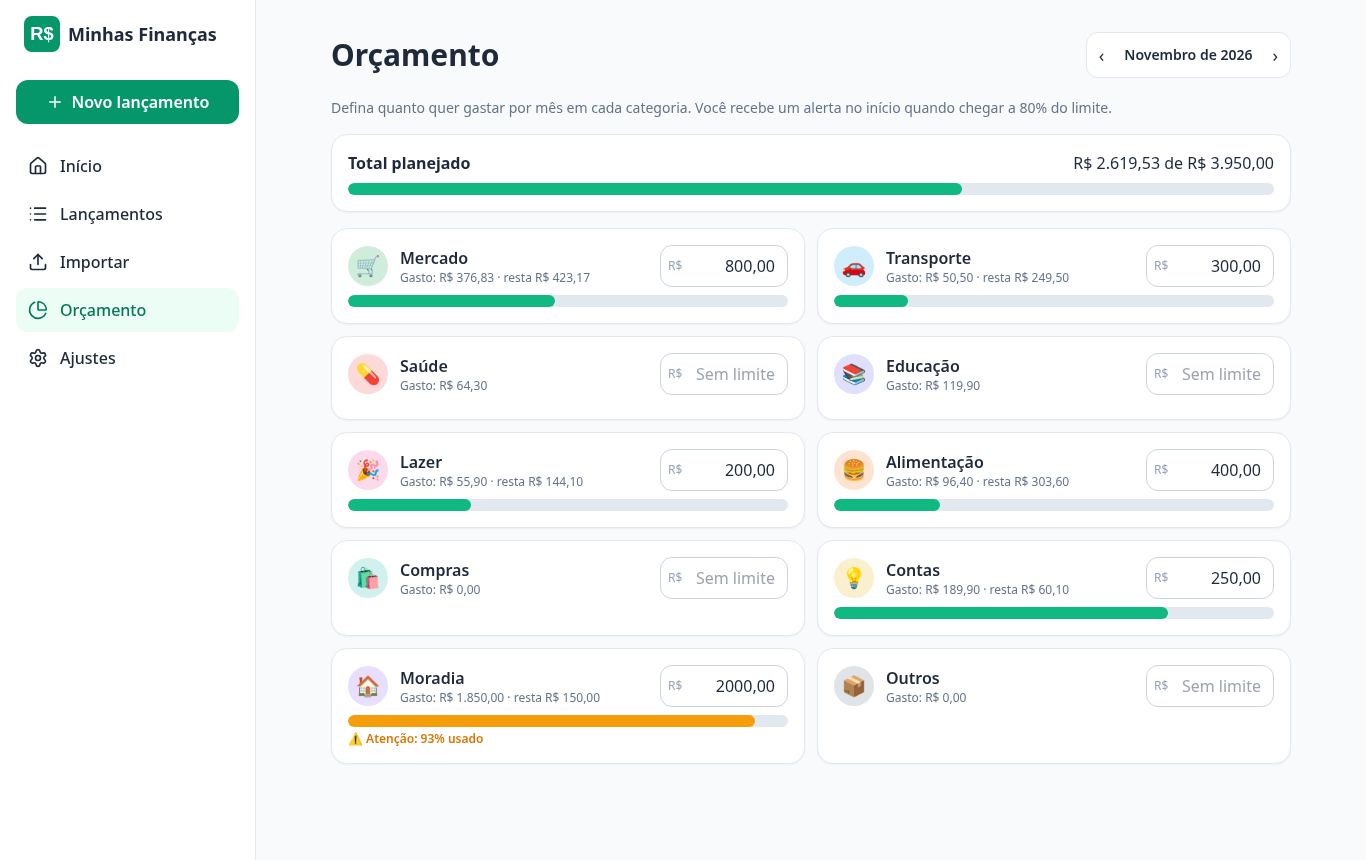 R$ Minhas Finanças
+ Novo lançamento
Início
Lançamentos
Importar
Orçamento
Ajustes
Orçamento
‹ Novembro de 2026 ›
Defina quanto quer gastar por mês em cada categoria. Você recebe um alerta no início quando chegar a 80% do limite.
Total planejado R$ 2.619,53 de R$ 3.950,00
Mercado
Gasto: R$ 376,83 · resta R$ 423,17
R$ 800,00
Transporte
Gasto: R$ 50,50 · resta R$ 249,50
R$ 300,00
Saúde
Gasto: R$ 64,30
R$ Sem limite
Educação
Gasto: R$ 119,90
R$ Sem limite
Lazer
Gasto: R$ 55,90 · resta R$ 144,10
R$ 200,00
Alimentação
Gasto: R$ 96,40 · resta R$ 303,60
R$ 400,00
Compras
Gasto: R$ 0,00
R$ Sem limite
Contas
Gasto: R$ 189,90 · resta R$ 60,10
R$ 250,00
Moradia
Gasto: R$ 1.850,00 · resta R$ 150,00
R$ 2000,00
⚠️ Atenção: 93% usado
Outros
Gasto: R$ 0,00
R$ Sem limite